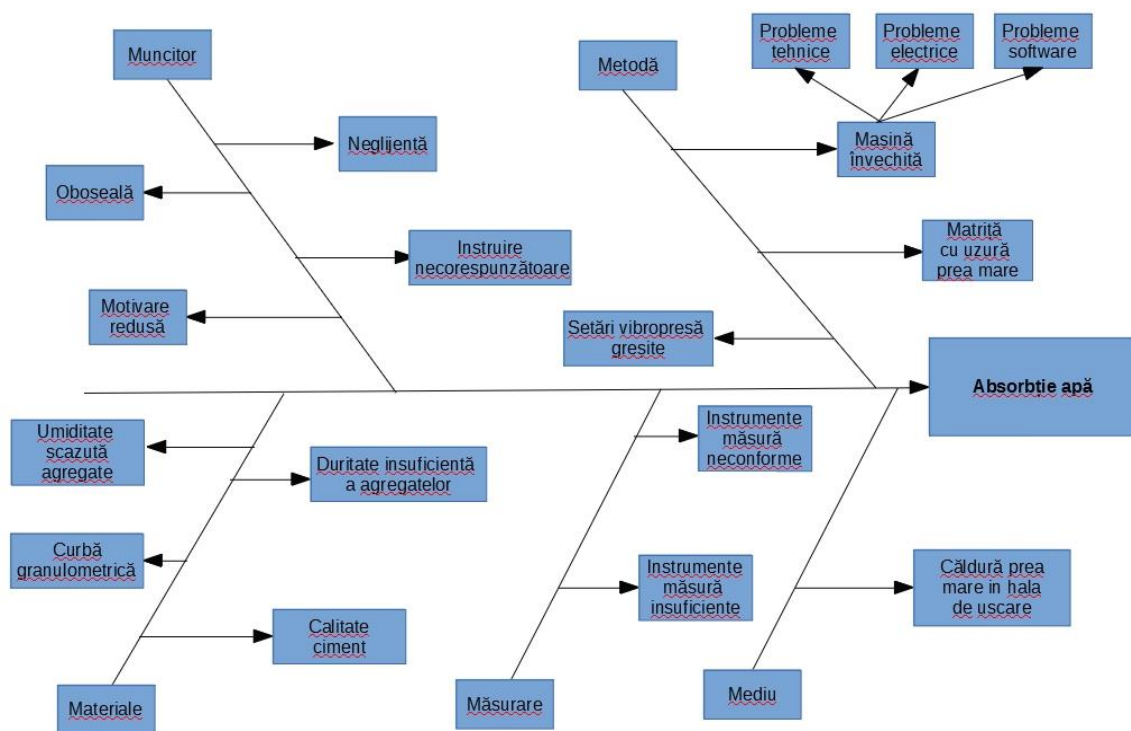 Muncitor
Metodă
Probleme
tehnice
Probleme
electrice
Probleme
software
Neglijență
Mașină
învechită
Oboseală
Instruire
necorespunzătoare
Matriță
cu uzură
prea mare
Motivare
redusă
Setări vibropresă
greșite
Absorbție apă
Umiditate
scazută
agregate
Duritate insuficientă
a agregatelor
Instrumente
măsură
neconforme
Curbă
granulometrică
Instrumente
măsură
insuficiente
Căldură prea
mare in hala
de uscare
Calitate
ciment
Materiale
Măsurare
Mediu